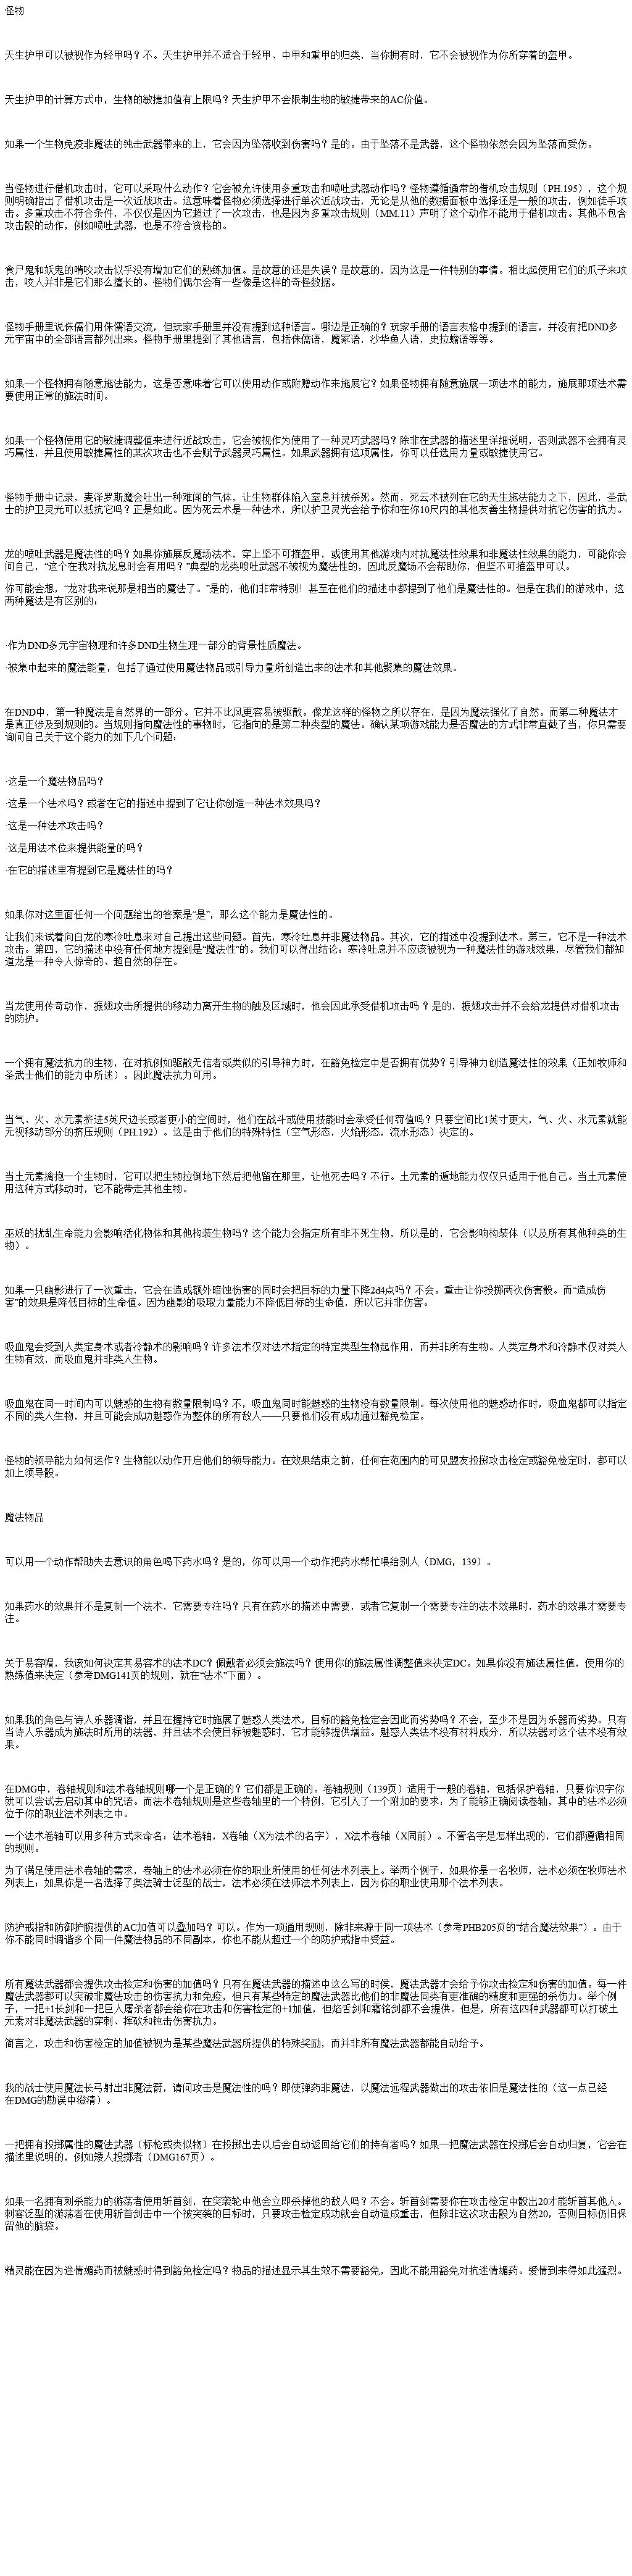 怪物
天生护甲可以被视作为轻甲吗？不。天生护甲并不适合于轻甲、中甲和重甲的归类，当你拥有时，它不会被视作为你所穿着的盔甲。
天生护甲的计算方式中，生物的敏捷加值有上限吗？天生护甲不会限制生物的敏捷带来的AC价值。
如果一个生物免疫非魔法的钝击武器带来的上，它会因为坠落收到伤害吗？是的。由于坠落不是武器，这个怪物依然会因为坠落而受伤。
当怪物进行借机攻击时，它可以采取什么动作？它会被允许使用多重攻击和喷吐武器动作吗？怪物遵循通常的借机攻击规则（PH.195），这个规
则明确指出了借机攻击是一次近战攻击。这意味着怪物必须选择进行单次近战攻击，无论是从他的数据面板中选择还是一般的攻击，例如徒手攻
击。多重攻击不符合条件，不仅仅是因为它超过了一次攻击，也是因为多重攻击规则（MM.11）声明了这个动作不能用于借机攻击。其他不包含
攻击骰的动作，例如喷吐武器，也是不符合资格的。
食尸鬼和妖鬼的啃咬攻击似乎没有增加它们的熟练加值。是故意的还是失误？是故意的，因为这是一件特别的事情。相比起使用它们的爪子来攻
击，咬人并非是它们那么擅长的。怪物们偶尔会有一些像是这样的奇怪数据。
怪物手册里说侏儒们用侏儒语交流，但玩家手册里并没有提到这种语言。哪边是正确的？玩家手册的语言表格中提到的语言，并没有把DND多
元宇宙中的全部语言都列出来。怪物手册里提到了其他语言，包括侏儒语，魔冢语，沙华鱼人语，史拉蟾语等等。
如果一个怪物拥有随意施法能力，这是否意味着它可以使用动作或附赠动作来施展它？如果怪物拥有随意施展一项法术的能力，施展那项法术需
要使用正常的施法时间。
如果一个怪物使用它的敏捷调整值来进行近战攻击，它会被视作为使用了一种灵巧武器吗？除非在武器的描述里详细说明，否则武器不会拥有灵
巧属性，并且使用敏捷属性的某次攻击也不会赋予武器灵巧属性。如果武器拥有这项属性，你可以任选用力量或敏捷使用它。
怪物手册中记录，麦泽罗斯魔会吐出一种难闻的气体，让生物群体陷入窒息并被杀死。然而，死云术被列在它的天生施法能力之下，因此，圣武
士的护卫灵光可以抵抗它吗？正是如此。因为死云术是一种法术，所以护卫灵光会给予你和在你10尺内的其他友善生物提供对抗它伤害的抗力。
龙的喷吐武器是魔法性的吗？如果你施展反魔场法术，穿上坚不可摧盔甲，或使用其他游戏内对抗魔法性效果和非魔法性效果的能力，可能你会
问自己，“这个在我对抗龙息时会有用吗？”典型的龙类喷吐武器不被视为魔法性的，因此反魔场不会帮助你，但坚不可摧盔甲可以。
你可能会想，“龙对我来说那是相当的魔法了。”是的，他们非常特别！甚至在他们的描述中都提到了他们是魔法性的。但是在我们的游戏中，这
两种魔法是有区别的：
·作为DND多元宇宙物理和许多DND生物生理一部分的背景性质魔法。
·被集中起来的魔法能量，包括了通过使用魔法物品或引导力量所创造出来的法术和其他聚集的魔法效果。
在DND中，第一种魔法是自然界的一部分。它并不比风更容易被驱散。像龙这样的怪物之所以存在，是因为魔法强化了自然。而第二种魔法才
是真正涉及到规则的。当规则指向魔法性的事物时，它指向的是第二种类型的魔法。确认某项游戏能力是否魔法的方式非常直截了当，你只需要
询问自己关于这个能力的如下几个问题：
·这是一个魔法物品吗？
·这是一个法术吗？或者在它的描述中提到了它让你创造一种法术效果吗？
·这是一种法术攻击吗？
·这是用法术位来提供能量的吗？
·在它的描述里有提到它是魔法性的吗？
如果你对这里面任何一个问题给出的答案是“是”，那么这个能力是魔法性的。
让我们来试着向白龙的寒冷吐息来对自己提出这些问题。首先，寒冷吐息并非魔法物品。其次，它的描述中没提到法术。第三，它不是一种法术
攻击。第四，它的描述中没有任何地方提到是“魔法性”的。我们可以得出结论：寒冷吐息并不应该被视为一种魔法性的游戏效果，尽管我们都知
道龙是一种令人惊奇的、超自然的存在。
当龙使用传奇动作，振翅攻击所提供的移动力离开生物的触及区域时，他会因此承受借机攻击吗 ？是的，振翅攻击并不会给龙提供对借机攻击
的防护。
一个拥有魔法抗力的生物，在对抗例如驱散无信者或类似的引导神力时，在豁免检定中是否拥有优势？引导神力创造魔法性的效果（正如牧师和
圣武士他们的能力中所述）。因此魔法抗力可用。
当气、火、水元素挤进5英尺边长或者更小的空间时，他们在战斗或使用技能时会承受任何罚值吗？只要空间比1英寸更大，气、火、水元素就能
无视移动部分的挤压规则（PH.192）。这是由于他们的特殊特性（空气形态，火焰形态，流水形态）决定的。
当土元素擒抱一个生物时，它可以把生物拉倒地下然后把他留在那里，让他死去吗？不行。土元素的遁地能力仅仅只适用于他自己。当土元素使
用这种方式移动时，它不能带走其他生物。
巫妖的扰乱生命能力会影响活化物体和其他构装生物吗？这个能力会指定所有非不死生物，所以是的，它会影响构装体（以及所有其他种类的生
物）。
如果一只幽影进行了一次重击，它会在造成额外暗蚀伤害的同时会把目标的力量下降2d4点吗？不会。重击让你投掷两次伤害骰。而“造成伤
害”的效果是降低目标的生命值。因为幽影的吸取力量能力不降低目标的生命值，所以它并非伤害。
吸血鬼会受到人类定身术或者冷静术的影响吗？许多法术仅对法术指定的特定类型生物起作用，而并非所有生物。人类定身术和冷静术仅对类人
生物有效，而吸血鬼并非类人生物。
吸血鬼在同一时间内可以魅惑的生物有数量限制吗？不，吸血鬼同时能魅惑的生物没有数量限制。每次使用他的魅惑动作时，吸血鬼都可以指定
不同的类人生物，并且可能会成功魅惑作为整体的所有敌人——只要他们没有成功通过豁免检定。
怪物的领导能力如何运作？生物能以动作开启他们的领导能力。在效果结束之前，任何在范围内的可见盟友投掷攻击检定或豁免检定时，都可以
加上领导骰。
魔法物品
可以用一个动作帮助失去意识的角色喝下药水吗？是的，你可以用一个动作把药水帮忙喂给别人（DMG，139）。
如果药水的效果并不是复制一个法术，它需要专注吗？只有在药水的描述中需要，或者它复制一个需要专注的法术效果时，药水的效果才需要专
注。
关于易容帽，我该如何决定其易容术的法术DC？佩戴者必须会施法吗？使用你的施法属性调整值来决定DC。如果你没有施法属性值，使用你的
熟练值来决定（参考DMG141页的规则，就在“法术”下面）。
如果我的角色与诗人乐器调谐，并且在握持它时施展了魅惑人类法术，目标的豁免检定会因此而劣势吗？不会，至少不是因为乐器而劣势。只有
当诗人乐器成为施法时所用的法器，并且法术会使目标被魅惑时，它才能够提供增益。魅惑人类法术没有材料成分，所以法器对这个法术没有效
果。
在DMG中，卷轴规则和法术卷轴规则哪一个是正确的？它们都是正确的。卷轴规则（139页）适用于一般的卷轴，包括保护卷轴，只要你识字你
就可以尝试去启动其中的咒语。而法术卷轴规则是这些卷轴里的一个特例，它引入了一个附加的要求：为了能够正确阅读卷轴，其中的法术必须
位于你的职业法术列表之中。
一个法术卷轴可以用多种方式来命名：法术卷轴，X卷轴（X为法术的名字），X法术卷轴（X同前）。不管名字是怎样出现的，它们都遵循相同
的规则。
为了满足使用法术卷轴的需求，卷轴上的法术必须在你的职业所使用的任何法术列表上。举两个例子，如果你是一名牧师，法术必须在牧师法术
列表上；如果你是一名选择了奥法骑士泛型的战士，法术必须在法师法术列表上，因为你的职业使用那个法术列表。
防护戒指和防御护腕提供的AC加值可以叠加吗？可以。作为一项通用规则，除非来源于同一项法术（参考PHB205页的“结合魔法效果”）。由于
你不能同时调谐多个同一件魔法物品的不同副本，你也不能从超过一个的防护戒指中受益。
所有魔法武器都会提供攻击检定和伤害的加值吗？只有在魔法武器的描述中这么写的时候，魔法武器才会给予你攻击检定和伤害的加值。每一件
魔法武器都可以突破非魔法攻击的伤害抗力和免疫，但只有某些特定的魔法武器比他们的非魔法同类有更准确的精度和更强的杀伤力。举个例
子，一把+1长剑和一把巨人屠杀者都会给你在攻击和伤害检定的+1加值，但焰舌剑和霜铭剑都不会提供。但是，所有这四种武器都可以打破土
元素对非魔法武器的穿刺、挥砍和钝击伤害抗力。
简言之，攻击和伤害检定的加值被视为是某些魔法武器所提供的特殊奖励，而并非所有魔法武器都能自动给予。
我的战士使用魔法长弓射出非魔法箭，请问攻击是魔法性的吗？即使弹药非魔法，以魔法远程武器做出的攻击依旧是魔法性的（这一点已经
在DMG的勘误中澄清）。
一把拥有投掷属性的魔法武器（标枪或类似物）在投掷出去以后会自动返回给它们的持有者吗？如果一把魔法武器在投掷后会自动归复，它会在
描述里说明的，例如矮人投掷者（DMG167页）。
如果一名拥有刺杀能力的游荡者使用斩首剑，在突袭轮中他会立即杀掉他的敌人吗？不会。斩首剑需要你在攻击检定中骰出20才能斩首其他人。
刺客泛型的游荡者在使用斩首剑击中一个被突袭的目标时，只要攻击检定成功就会自动造成重击，但除非这次攻击骰为自然20，否则目标仍旧保
留他的脑袋。
精灵能在因为迷情媚药而被魅惑时得到豁免检定吗？物品的描述显示其生效不需要豁免，因此不能用豁免对抗迷情媚药。爱情到来得如此猛烈。